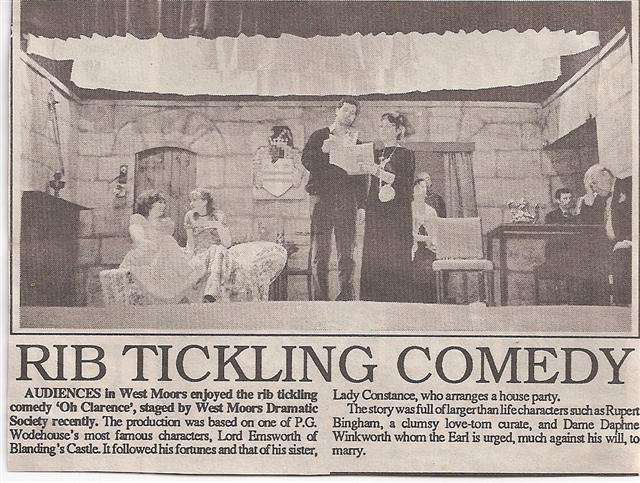 RIB TICKLING COMEDY
AUDIENCES in West Moors enjoyed the rib tickling
comedy 'Oh Clarence', staged by West Moors Dramatic
Society recently. The production was based on one of P.G.
Wodehouse's most famous characters, Lord Emsworth of
Blanding's Castle. It followed his fortunes and that of his sister,
Lady Constance, who arranges a house party.
The story was full of larger than life characters such as Rupert
Bingham, a clumsy love-torn curate, and Dame Daphne
Winkworth whom the Earl is urged, much against his will, to
marry.